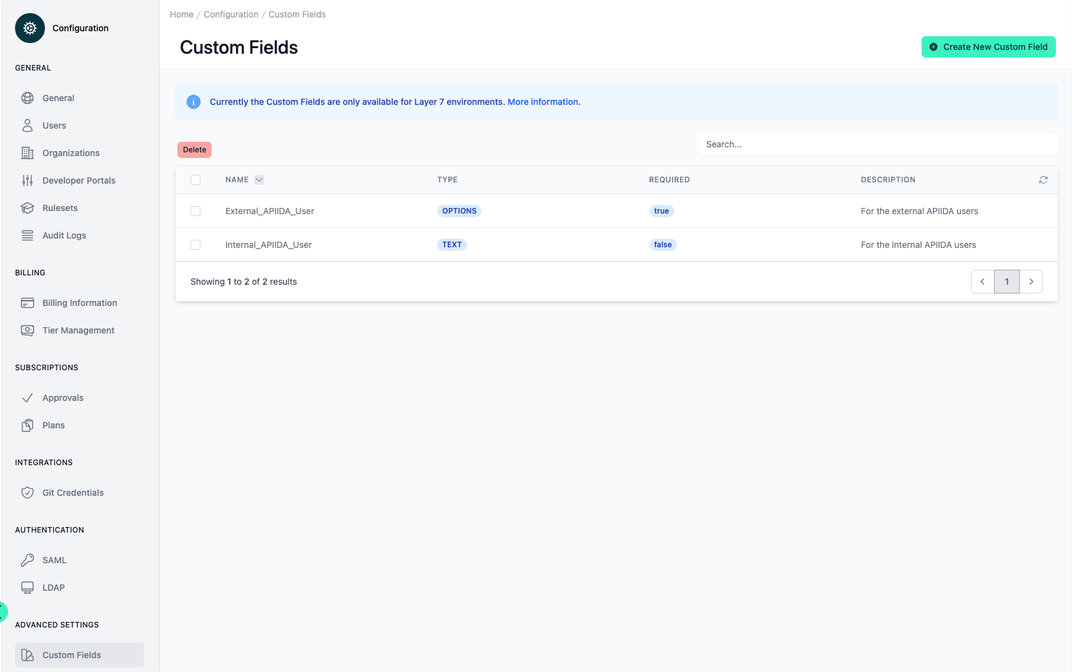 Configuration
GENERAL
General
Users
Organizations
Developer Portals
Rulesets
Audit Logs
BILLING
Billing Information
Tier Management
SUBSCRIPTIONS
Approvals
Plans
INTEGRATIONS
Git Credentials
AUTHENTICATION
SAML
LDAP
ADVANCED SETTINGS
Custom Fields
Home / Configuration / Custom Fields
Custom Fields
Create New Custom Field
Currently the Custom Fields are only available for Layer 7 environments. More information.
Delete
Search...
NAME TYPE REQUIRED DESCRIPTION
External_APIIDA_User OPTIONS true For the external APIIDA users
Internal_APIIDA_User TEXT false For the internal APIIDA users
Showing 1 to 2 of 2 results
1